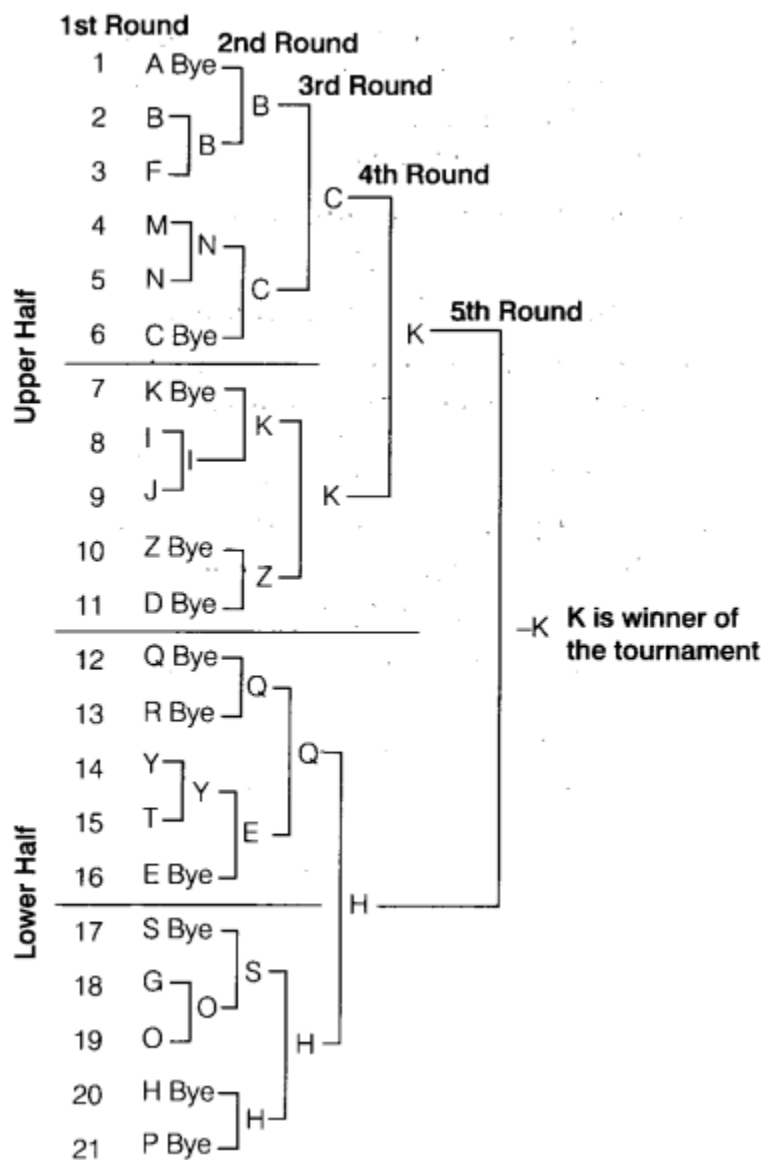 1st Round
2nd Round
3rd Round
4th Round
5th Round
Upper Half
1 A Bye
B
2 B
B
3 F
C
4 M
N
5 N
C
6 C Bye
K
7 K Bye
K
8 I
I
9 J
K
10 Z Bye
Z
11 D Bye
–K K is winner of
the tournament
Lower Half
12 Q Bye
Q
13 R Bye
Q
14 Y
Y
15 T
E
16 E Bye
H
17 S Bye
S
18 G
O
19 O
H
20 H Bye
H
21 P Bye